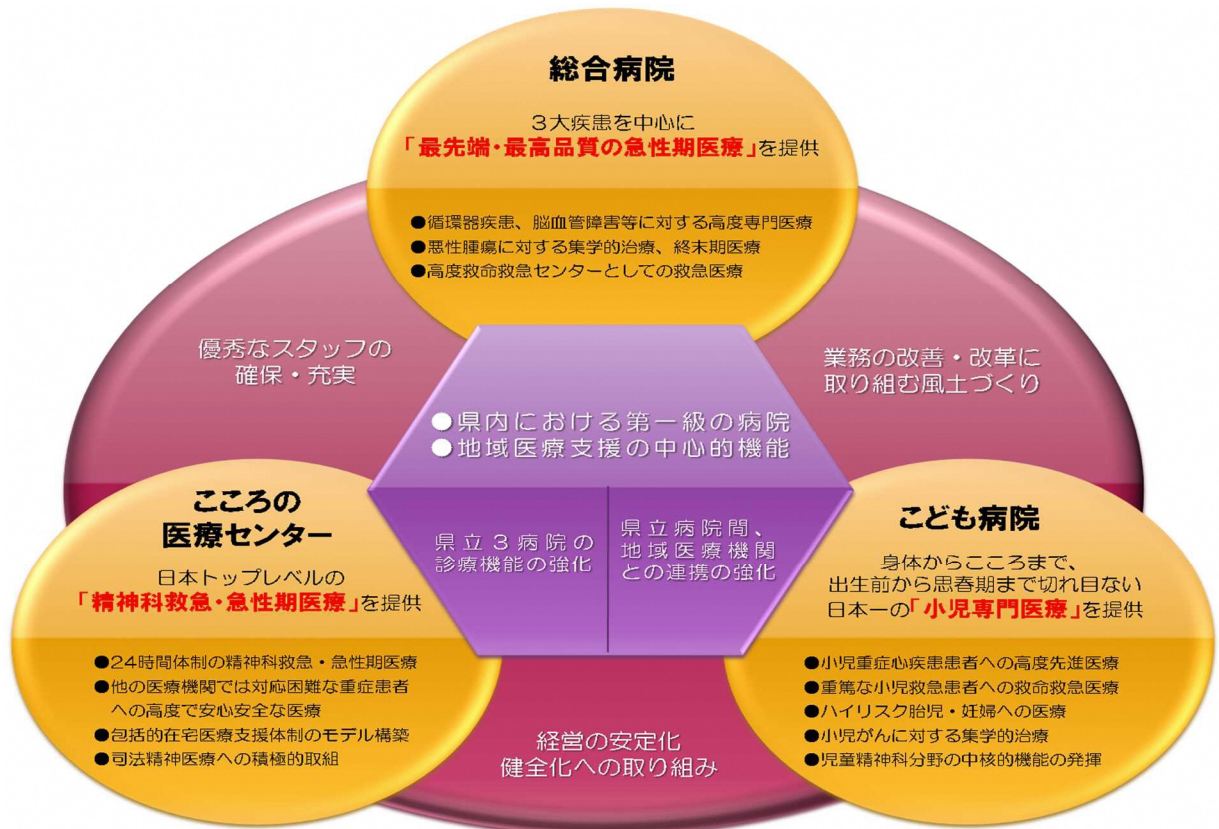 総合病院
3大疾患を中心に
「最先端・最高品質の急性期医療」を提供
●循環器疾患、脳血管障害等に対する高度専門医療
●悪性腫瘍に対する集学的治療、終末期医療
●高度救命救急センターとしての救急医療
優秀なスタッフの
確保・充実
業務の改善・改革に
取り組む風土づくり
●県内における第一級の病院
●地域医療支援の中心的機能
県立3病院の
診療機能の強化
県立病院間、
地域医療機関
との連携の強化
こころの
医療センター
日本トップレベルの
「精神科救急・急性期医療」を提供
●24時間体制の精神科救急・急性期医療
●他の医療機関では対応困難な重症患者
への高度で安心安全な医療
●包括的在宅医療支援体制のモデル構築
●司法精神医療への積極的取組
こども病院
身体からこころまで、
出生前から思春期まで切れ目ない
日本一の「小児専門医療」を提供
●小児重症心疾患患者への高度先進医療
●重篤な小児救急患者への救命救急医療
●ハイリスク胎児・妊婦への医療
●小児がんに対する集学的治療
●児童精神科分野の中核的機能の発揮
経営の安定化
健全化への取り組み